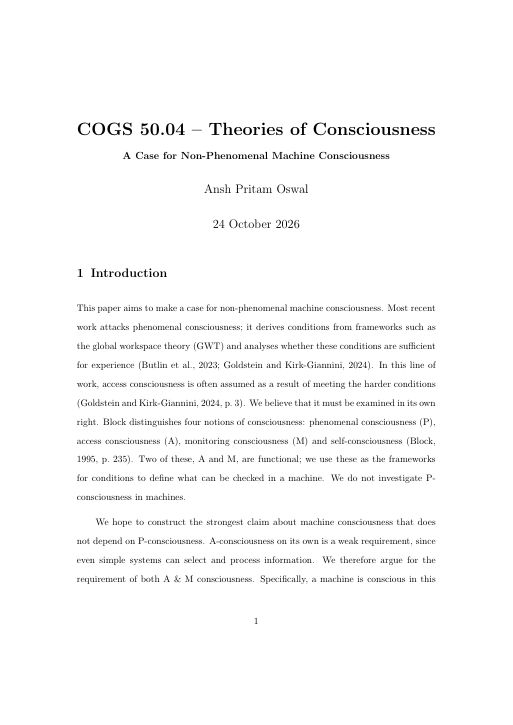 COGS 50.04 – Theories of Consciousness
A Case for Non-Phenomenal Machine Consciousness
Ansh Pritam Oswal
24 October 2026
1 Introduction
This paper aims to make a case for non-phenomenal machine consciousness. Most recent
work attacks phenomenal consciousness; it derives conditions from frameworks such as
the global workspace theory (GWT) and analyses whether these conditions are sufficient
for experience (Butlin et al., 2023; Goldstein and Kirk-Giannini, 2024). In this line of
work, access consciousness is often assumed as a result of meeting the harder conditions
(Goldstein and Kirk-Giannini, 2024, p. 3). We believe that it must be examined in its own
right. Block distinguishes four notions of consciousness: phenomenal consciousness (P),
access consciousness (A), monitoring consciousness (M) and self-consciousness (Block,
1995, p. 235). Two of these, A and M, are functional; we use these as the frameworks
for conditions to define what can be checked in a machine. We do not investigate P-
consciousness in machines.
We hope to construct the strongest claim about machine consciousness that does
not depend on P-consciousness. A-consciousness on its own is a weak requirement, since
even simple systems can select and process information. We therefore argue for the
requirement of both A & M consciousness. Specifically, a machine is conscious in this
1